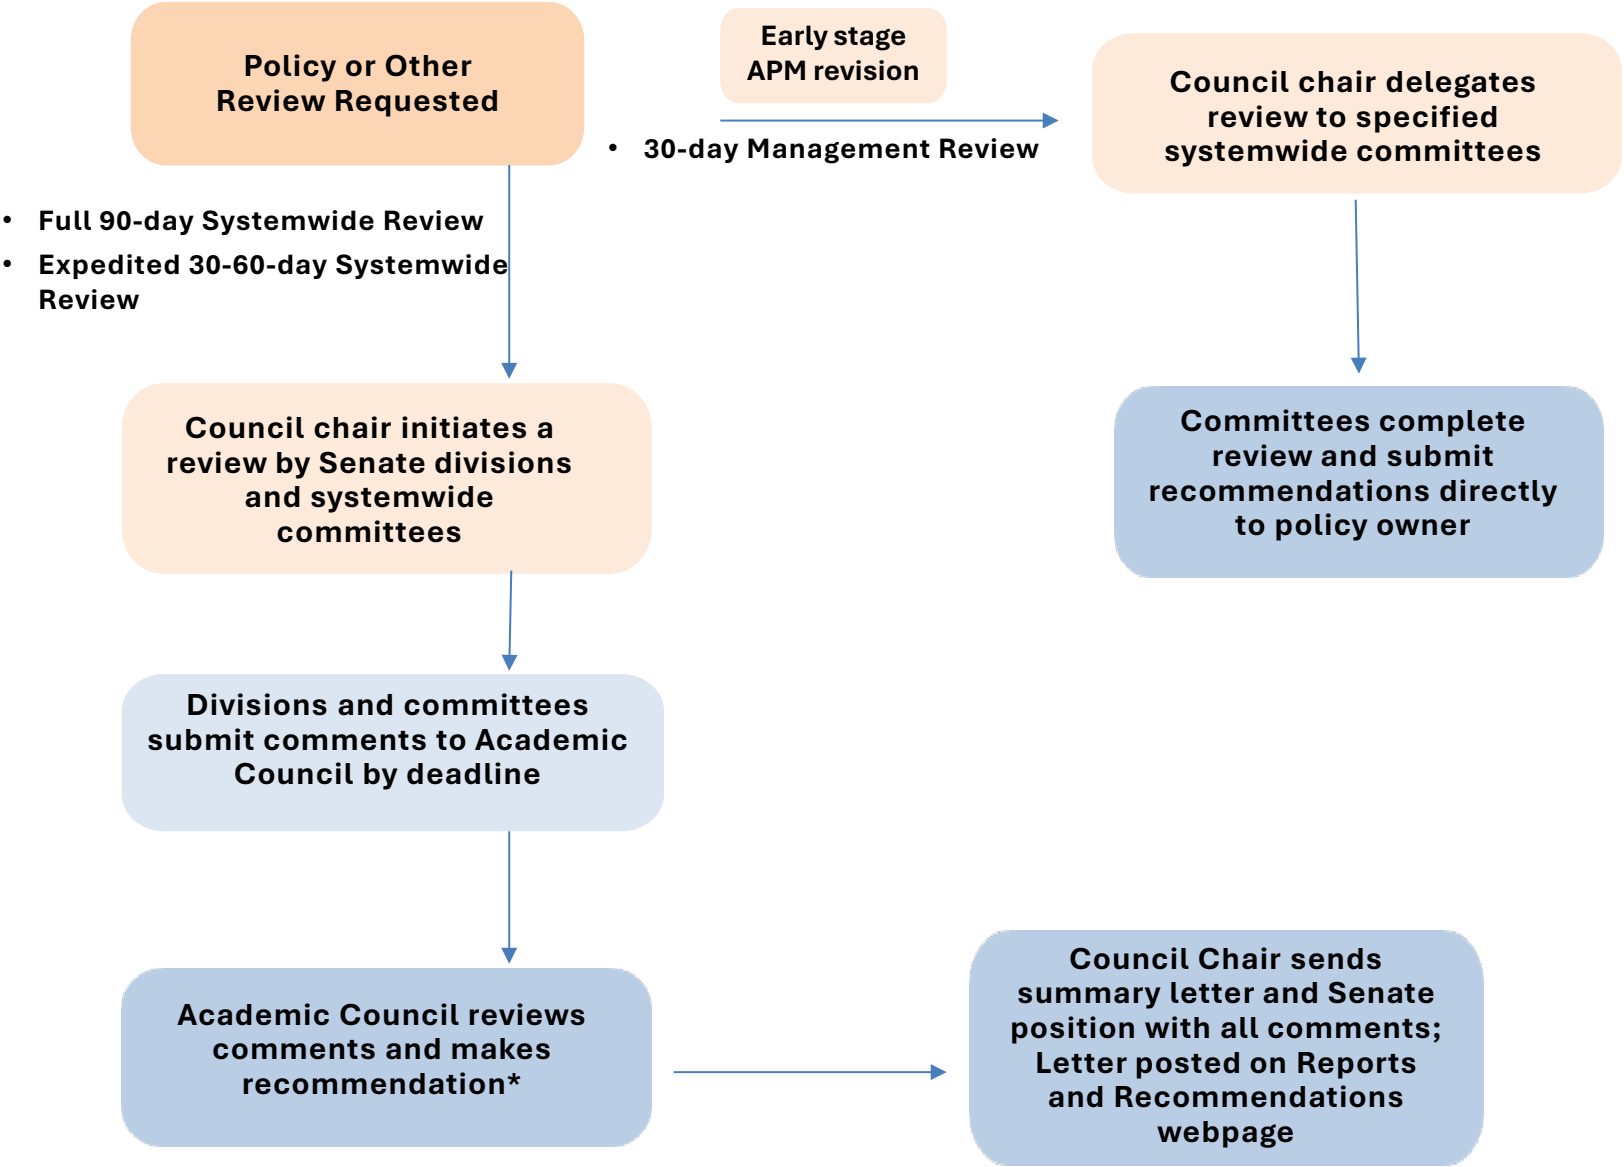 Policy or Other
Review Requested
Early stage
APM revision
• 30-day Management Review
Council chair delegates
review to specified
systemwide committees
• Full 90-day Systemwide Review
• Expedited 30-60-day Systemwide
Review
Committees complete
review and submit
recommendations directly
to policy owner
Council chair initiates a
review by Senate divisions
and systemwide
committees
Divisions and committees
submit comments to Academic
Council by deadline
Academic Council reviews
comments and makes
recommendation*
Council Chair sends
summary letter and Senate
position with all comments;
Letter posted on Reports
and Recommendations
webpage